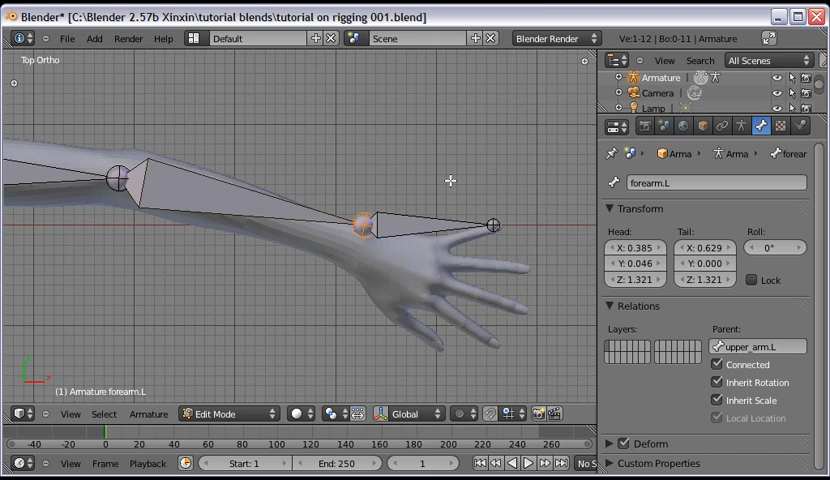 Blender* [C:\Blender 2.57b Xinxin\tutorial blends\tutorial on rigging 001.blend]
File Add Render Help Default Scene Blender Render Ve:1-12 | Bo:0-11 | Armature
View Search All Scenes
Top Ortho
Armature
Camera
Lamp
Arma Arma forear
forearm.L
Transform
Head: Tail: Roll:
X: 0.385 X: 0.629 0°
Y: 0.046 Y: 0.000
Z: 1.321 Z: 1.321 Lock
Relations
Layers: Parent:
upper_arm.L
Connected
Inherit Rotation
Inherit Scale
Local Location
Deform
Custom Properties
x
(1) Armature forearm.L
View Select Armature Edit Mode Global
-40 -20 0 20 40 60 80 100 120 140 160 180 200 220 240 260
View Frame Playback Start: 1 End: 250 1 No S